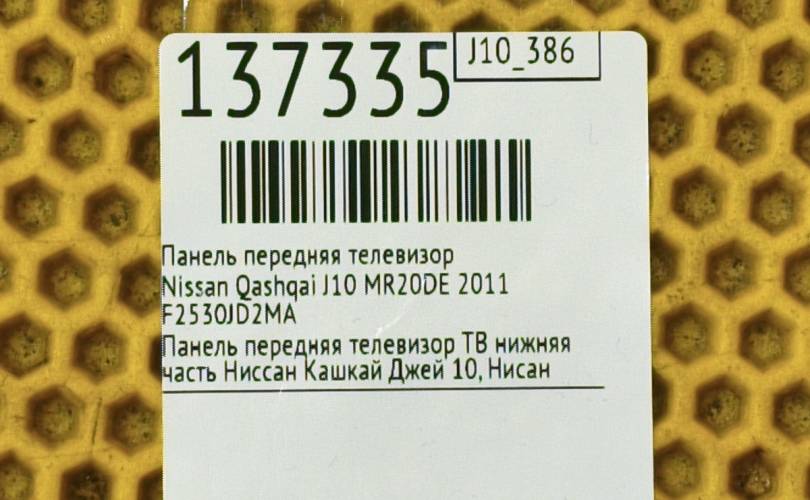 137335
J10_386
Панель передняя телевизор
Nissan Qashqai J10 MR20DE 2011
F2530JD2MA
Панель передняя телевизор ТВ нижняя
часть Ниссан Кашкай Джей 10, Нисан